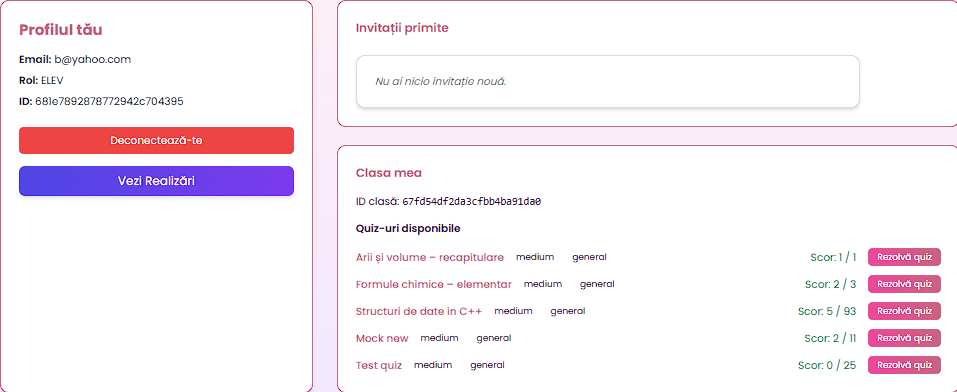 Profilul tău
Email: b@yahoo.com
Rol: ELEV
ID: 681e7892878772942c704395
Deconectează-te
Vezi Realizări
Invitații primite
Nu ai nicio invitație nouă.
Clasa mea
ID clasă: 67fd54df2da3cfbb4ba91da0
Quiz-uri disponibile
Arii și volume – recapitulare medium general Scor: 1 / 1 Rezolvă quiz
Formule chimice – elementar medium general Scor: 2 / 3 Rezolvă quiz
Structuri de date in C++ medium general Scor: 5 / 93 Rezolvă quiz
Mock new medium general Scor: 2 / 11 Rezolvă quiz
Test quiz medium general Scor: 0 / 25 Rezolvă quiz